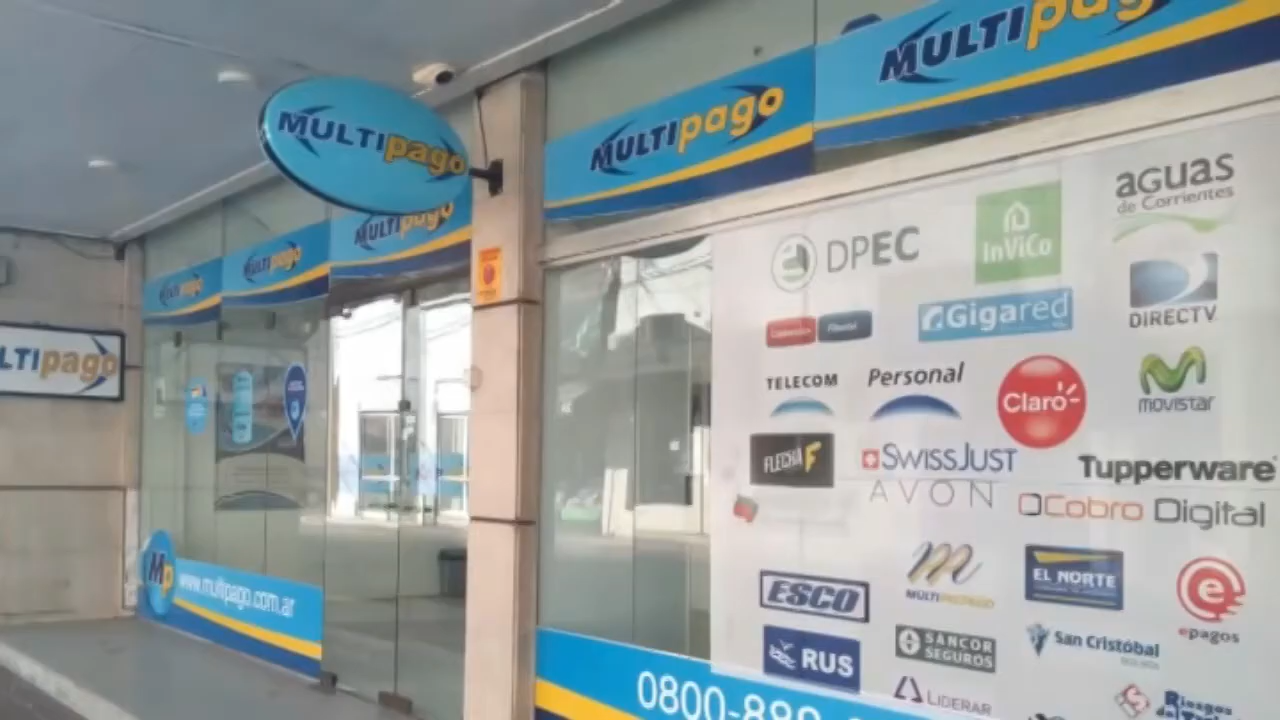 MULTIpago
MULTIpago
MULTIpago
MULTIpago
MULTIpago
MULTIpago
LTIpago
Mp www.multipago.com.ar
aGUAS
de Corrientes
DPEC
InViCo
DIRECTV
Gigared
TELECOM
Personal
Claro
movistar
FLECHA F
SWISSJUST
Tupperware
AVON
Cobro Digital
ESCO
EL NORTE
epagos
RUS
SANCOR
SEGUROS
San Cristóbal
LIDERAR
Riesgos
0800-889